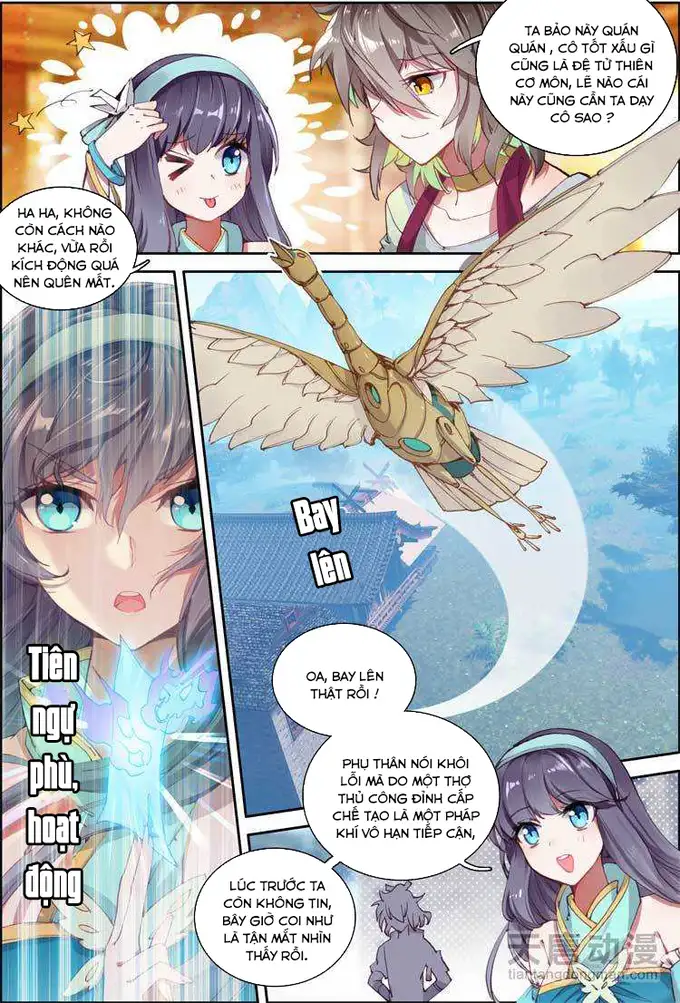 TA BẢO NÀY QUÁN
QUÁN , CÔ TỐT XẤU GÌ
CŨNG LÀ ĐỆ TỬ THIÊN
CƠ MÔN, LẼ NÀO CÁI
NÀY CŨNG CẦN TA DẠY
CÔ SAO ?
HA HA, KHÔNG
CÒN CÁCH NÀO
KHÁC, VỪA RỒI
KÍCH ĐỘNG QUÁ
NÊN QUÊN MẤT.
Bay
lên
Tiên
ngự
phù,
hoạt
động
OA, BAY LÊN
THẬT RỒI !
PHỤ THÂN NÓI KHÔI
LỖI MÀ DO MỘT THỢ
THỦ CÔNG ĐỈNH CẤP
CHẾ TẠO LÀ MỘT PHÁP
KHÍ VÔ HẠN TIẾP CẬN,
LÚC TRƯỚC TA
CÒN KHÔNG TIN,
BÂY GIỜ COI NHƯ
LÀ TẬN MẮT NHÌN
THẤY RỒI.
天唐动漫
tiantangdongman.com